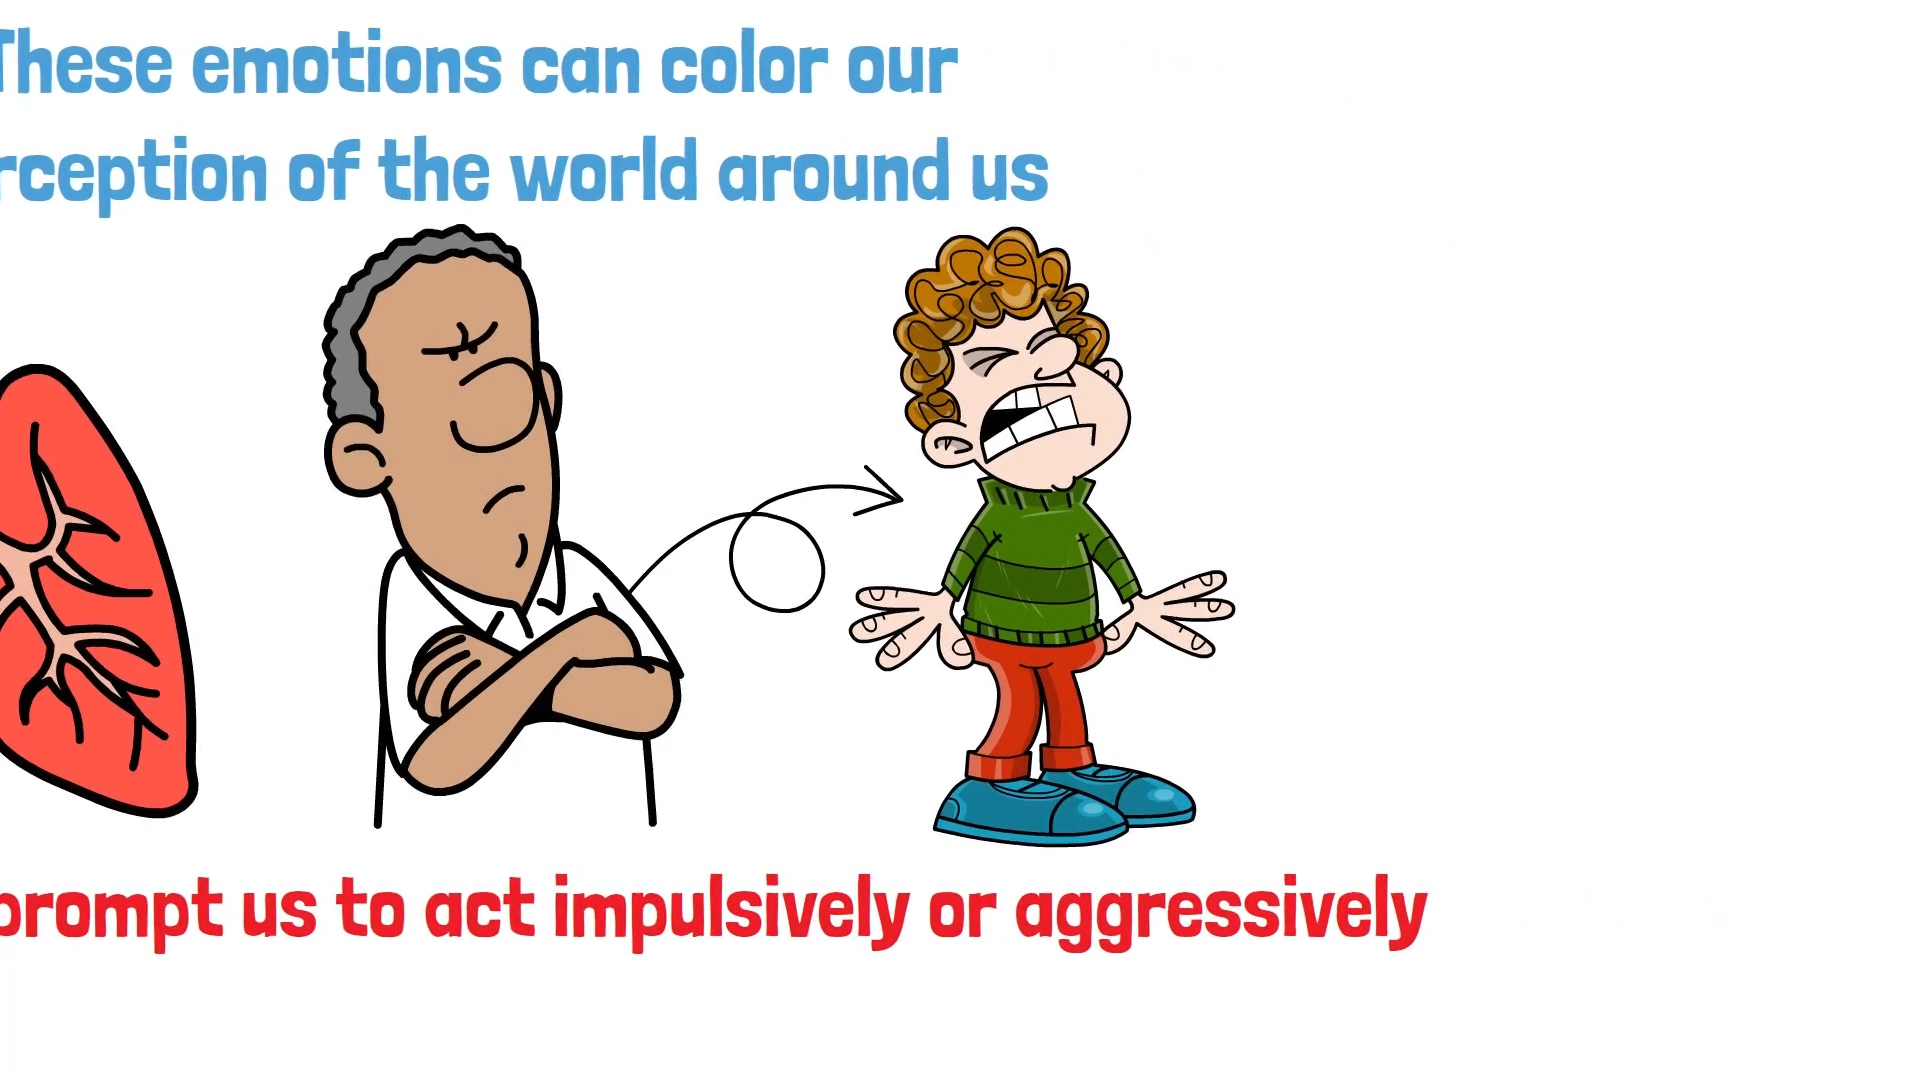 These emotions can color our
rception of the world around us
prompt us to act impulsively or aggressively